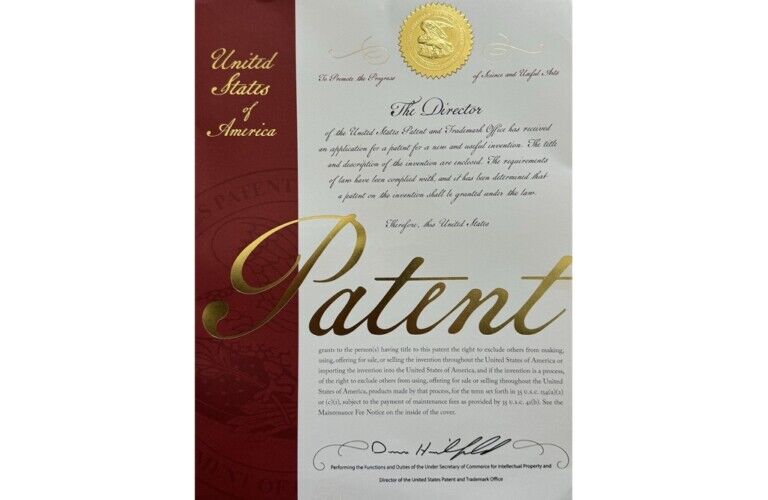 United
States
of
America
To Promote the Progress of Science and Useful Arts
The Director
of the United States Patent and Trademark Office has received
an application for a patent for a new and useful invention. The title
and description of the invention are enclosed. The requirements
of law have been complied with, and it has been determined that
a patent on the invention shall be granted under the law.
Therefore, this United States
Patent
grants to the person(s) having title to this patent the right to exclude others from making,
using, offering for sale, or selling the invention throughout the United States of America or
importing the invention into the United States of America, and if the invention is a process,
of the right to exclude others from using, offering for sale or selling throughout the United
States of America, products made by that process, for the term set forth in 35 U.S.C. 154(a)(2)
or (c)(1), subject to the payment of maintenance fees as provided by 35 U.S.C. 41(b). See the
Maintenance Fee Notice on the inside of the cover.
Performing the Functions and Duties of the Under Secretary of Commerce for Intellectual Property and
Director of the United States Patent and Trademark Office